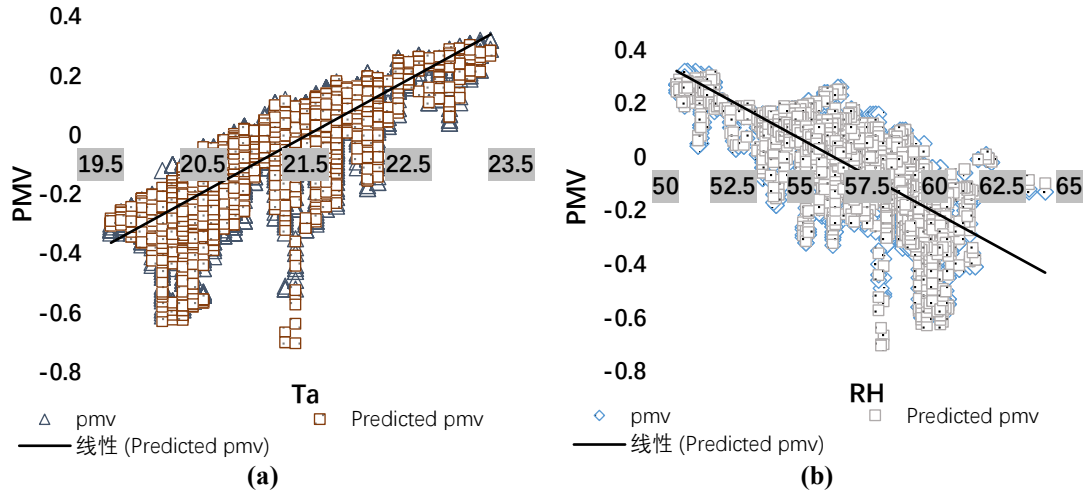 0.4
0.2
0
-0.2
-0.4
-0.6
-0.8
PMV
19.5 20.5 21.5 22.5 23.5
Ta
pmv Predicted pmv
线性 (Predicted pmv)
(a)
0.4
0.2
0
-0.2
-0.4
-0.6
-0.8
PMV
50 52.5 55 57.5 60 62.5 65
RH
pmv Predicted pmv
线性 (Predicted pmv)
(b)